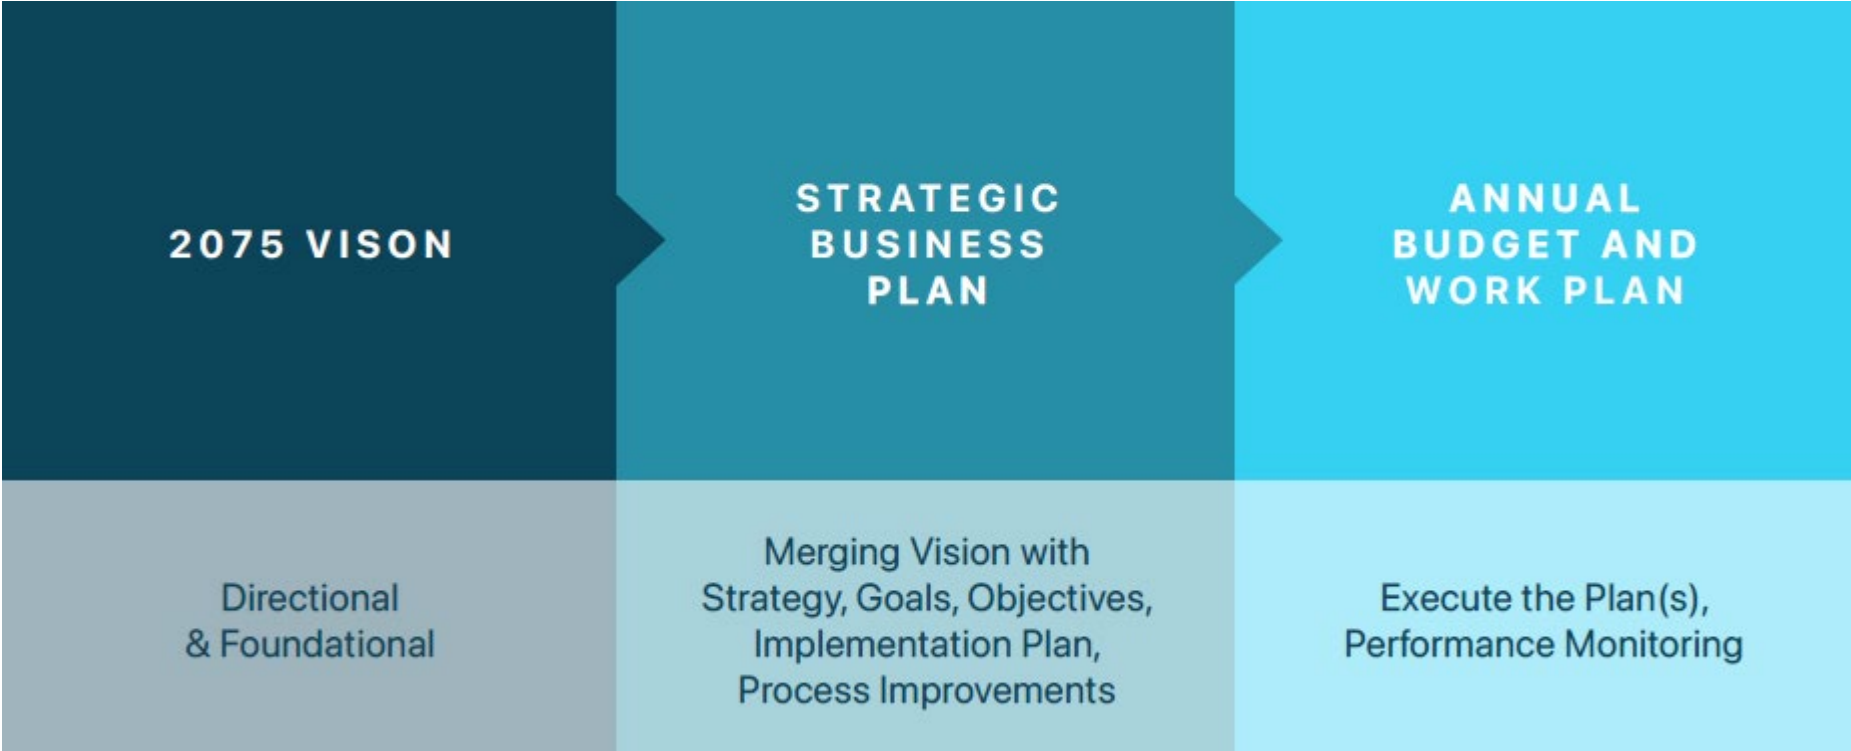 2075 VISON
STRATEGIC
BUSINESS
PLAN
ANNUAL
BUDGET AND
WORK PLAN
Directional
& Foundational
Merging Vision with
Strategy, Goals, Objectives,
Implementation Plan,
Process Improvements
Execute the Plan(s),
Performance Monitoring